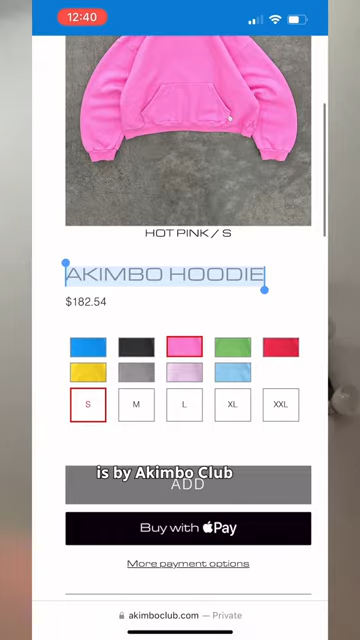 12:40
HOT PINK / S
AKIMBO HOODIE
$182.54
S M L XL XXL
is by Akimbo Club
ADD
Buy with Pay
More payment options
akimboclub.com — Private